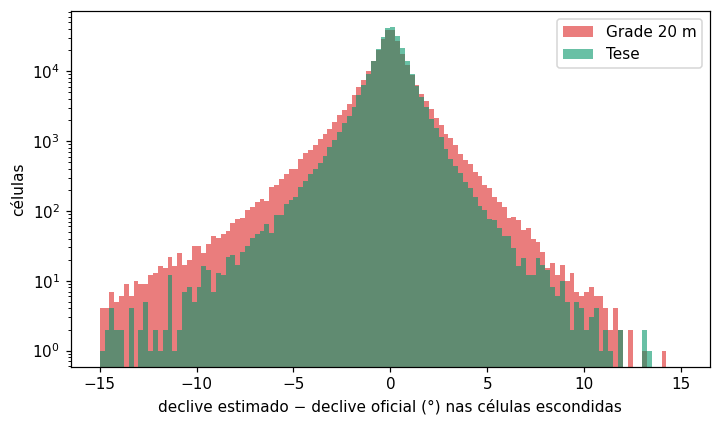 Grade 20 m
Tese
células
10⁴
10³
10²
10¹
10⁰
−15 −10 −5 0 5 10 15
declive estimado − declive oficial (°) nas células escondidas